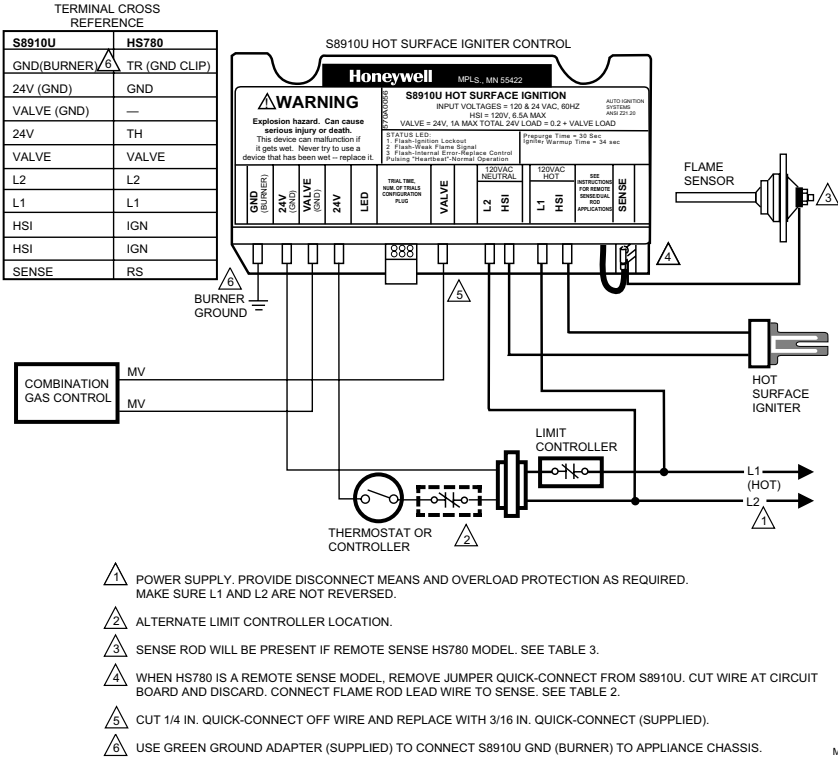 TERMINAL CROSS
REFERENCE
S8910U HS780
GND(BURNER) 6 TR (GND CLIP)
24V (GND) GND
VALVE (GND) —
24V TH
VALVE VALVE
L2 L2
L1 L1
HSI IGN
HSI IGN
SENSE RS
S8910U HOT SURFACE IGNITER CONTROL
Honeywell MPLS., MN 55422
WARNING
Explosion hazard. Can cause
serious injury or death.
This device can malfunction if
it gets wet. Never try to use a
device that has been wet -- replace it.
S8910U HOT SURFACE IGNITION
INPUT VOLTAGES = 120 & 24 VAC, 60HZ
HSI = 120V, 6.5A MAX
VALVE = 24V, 1A MAX TOTAL 24V LOAD = 0.2 + VALVE LOAD
AUTO IGNITION
SYSTEMS
ANSI Z21.20
STATUS LED:
1. Flash-Ignition Lockout
2 Flash-Weak Flame Signal
3 Flash-Internal Error-Replace Control
Pulsing "Heartbeat"-Normal Operation
Prepurge Time = 30 Sec
Igniter Warmup Time = 34 sec
GND
(BURNER)
24V
(GND)
VALVE
(GND)
24V
LED
TRIAL TIME,
NUM. OF TRIALS
CONFIGURATION
PLUG
VALVE
120VAC
NEUTRAL
L2
HSI
120VAC
HOT
L1
HSI
SEE
INSTRUCTIONS
FOR REMOTE
SENSE/DUAL
ROD
APPLICATIONS
SENSE
FLAME
SENSOR
3
4
6
BURNER
GROUND
5
COMBINATION
GAS CONTROL
MV
MV
HOT
SURFACE
IGNITER
LIMIT
CONTROLLER
L1
(HOT)
L2
1
THERMOSTAT OR
CONTROLLER
2
1 POWER SUPPLY. PROVIDE DISCONNECT MEANS AND OVERLOAD PROTECTION AS REQUIRED.
MAKE SURE L1 AND L2 ARE NOT REVERSED.
2 ALTERNATE LIMIT CONTROLLER LOCATION.
3 SENSE ROD WILL BE PRESENT IF REMOTE SENSE HS780 MODEL. SEE TABLE 3.
4 WHEN HS780 IS A REMOTE SENSE MODEL, REMOVE JUMPER QUICK-CONNECT FROM S8910U. CUT WIRE AT CIRCUIT
BOARD AND DISCARD. CONNECT FLAME ROD LEAD WIRE TO SENSE. SEE TABLE 2.
5 CUT 1/4 IN. QUICK-CONNECT OFF WIRE AND REPLACE WITH 3/16 IN. QUICK-CONNECT (SUPPLIED).
6 USE GREEN GROUND ADAPTER (SUPPLIED) TO CONNECT S8910U GND (BURNER) TO APPLIANCE CHASSIS.